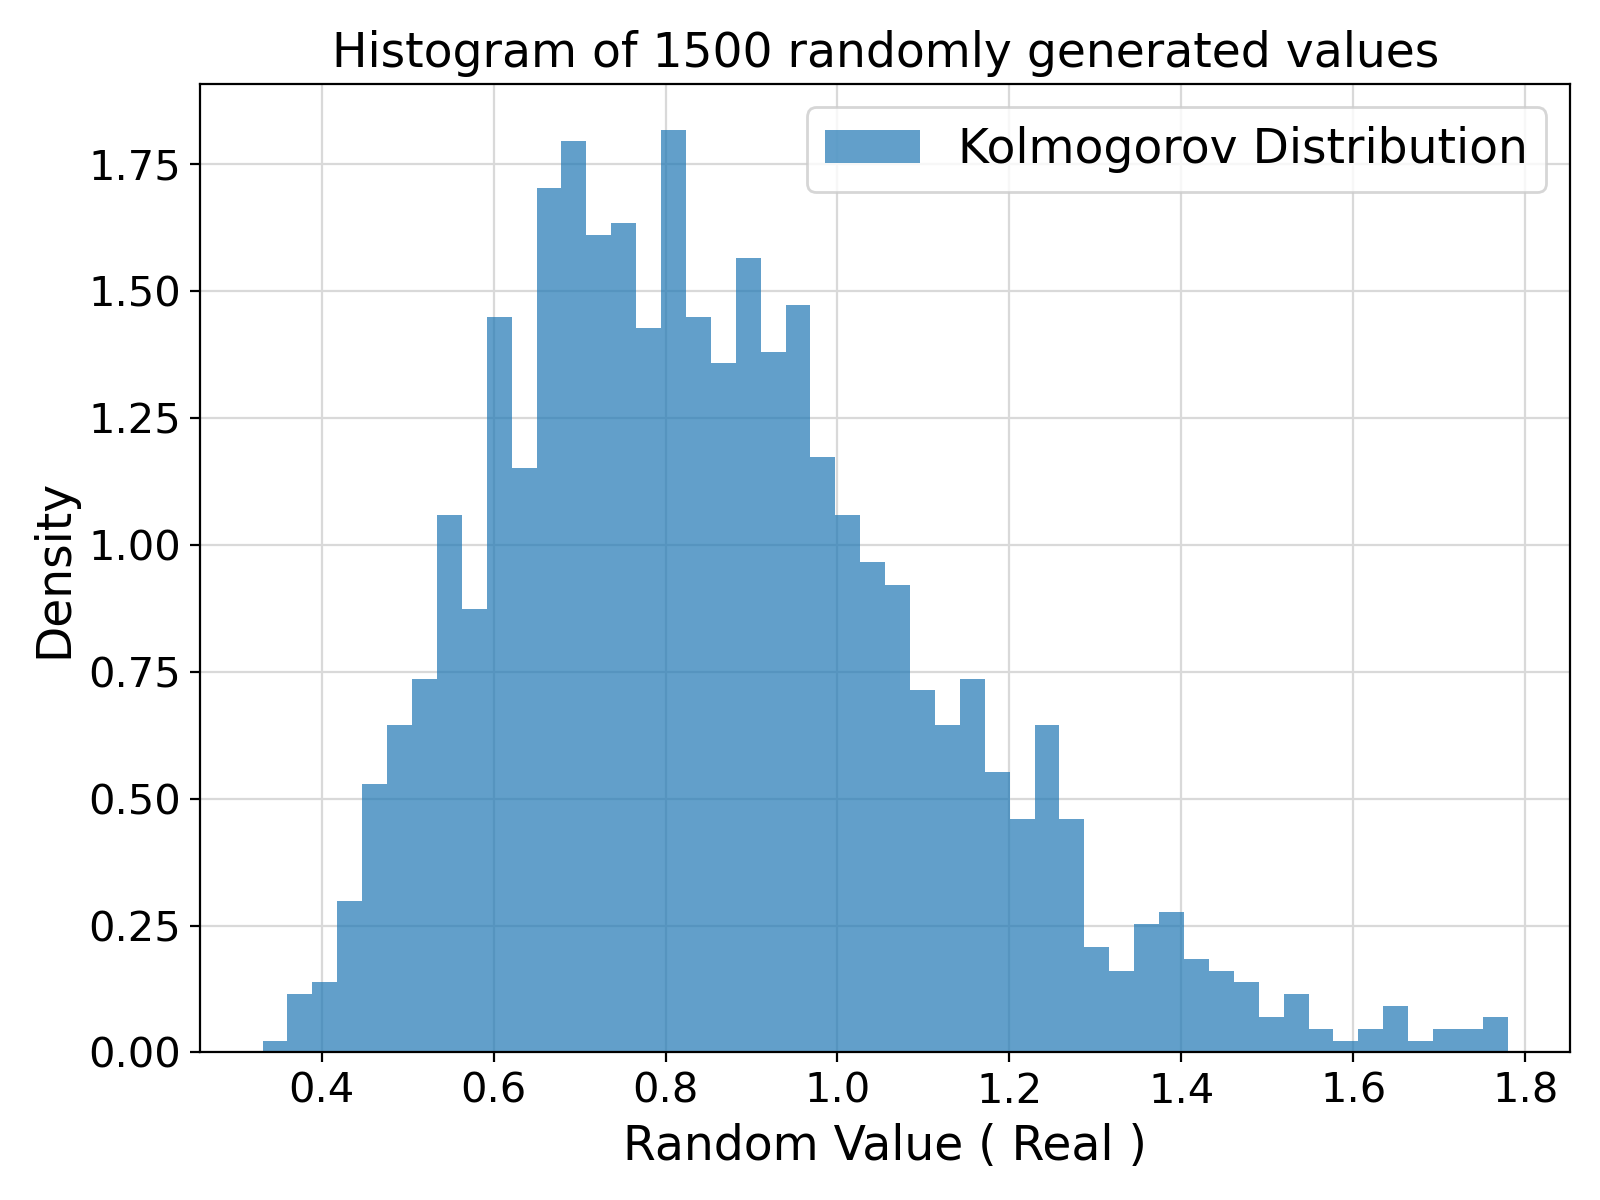 Histogram of 1500 randomly generated values
Kolmogorov Distribution
1.75
1.50
1.25
1.00
0.75
0.50
0.25
0.00
Density
0.4 0.6 0.8 1.0 1.2 1.4 1.6 1.8
Random Value ( Real )